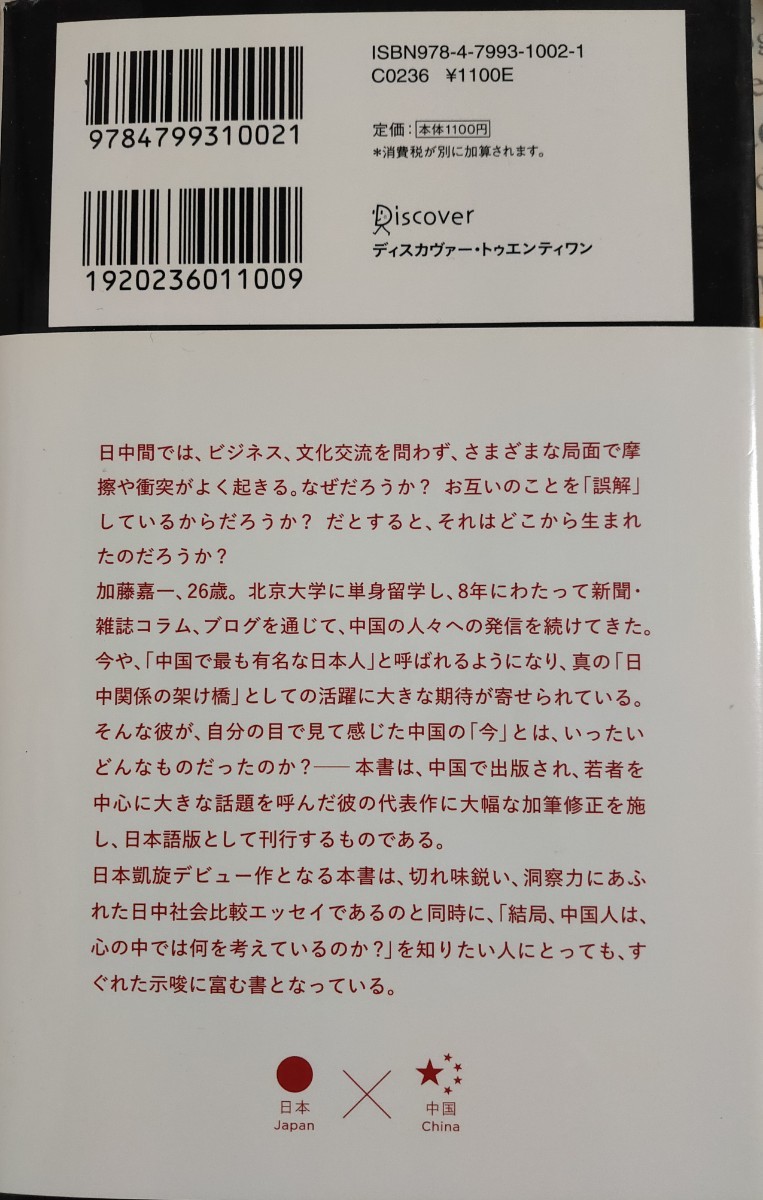 ISBN978-4-7993-1002-1
C0236 ¥1100E
9784799310021
定価：本体1100円
＊消費税が別に加算されます。
1920236011009
Discover
ディスカヴァー・トゥエンティワン
日中間では、ビジネス、文化交流を問わず、さまざまな局面で摩
擦や衝突がよく起きる。なぜだろうか？ お互いのことを「誤解」
しているからだろうか？ だとすると、それはどこから生まれ
たのだろうか？
加藤嘉一、26歳。北京大学に単身留学し、8年にわたって新聞・
雑誌コラム、ブログを通じて、中国の人々への発信を続けてきた。
今や、「中国で最も有名な日本人」と呼ばれるようになり、真の「日
中関係の架け橋」としての活躍に大きな期待が寄せられている。
そんな彼が、自分の目で見て感じた中国の「今」とは、いったい
どんなものだったのか？――本書は、中国で出版され、若者を
中心に大きな話題を呼んだ彼の代表作に大幅な加筆修正を施
し、日本語版として刊行するものである。
日本凱旋デビュー作となる本書は、切れ味鋭い、洞察力にあふ
れた日中社会比較エッセイであるのと同時に、「結局、中国人は、
心の中では何を考えているのか？」を知りたい人にとっても、す
ぐれた示唆に富む書となっている。
日本
Japan
中国
China